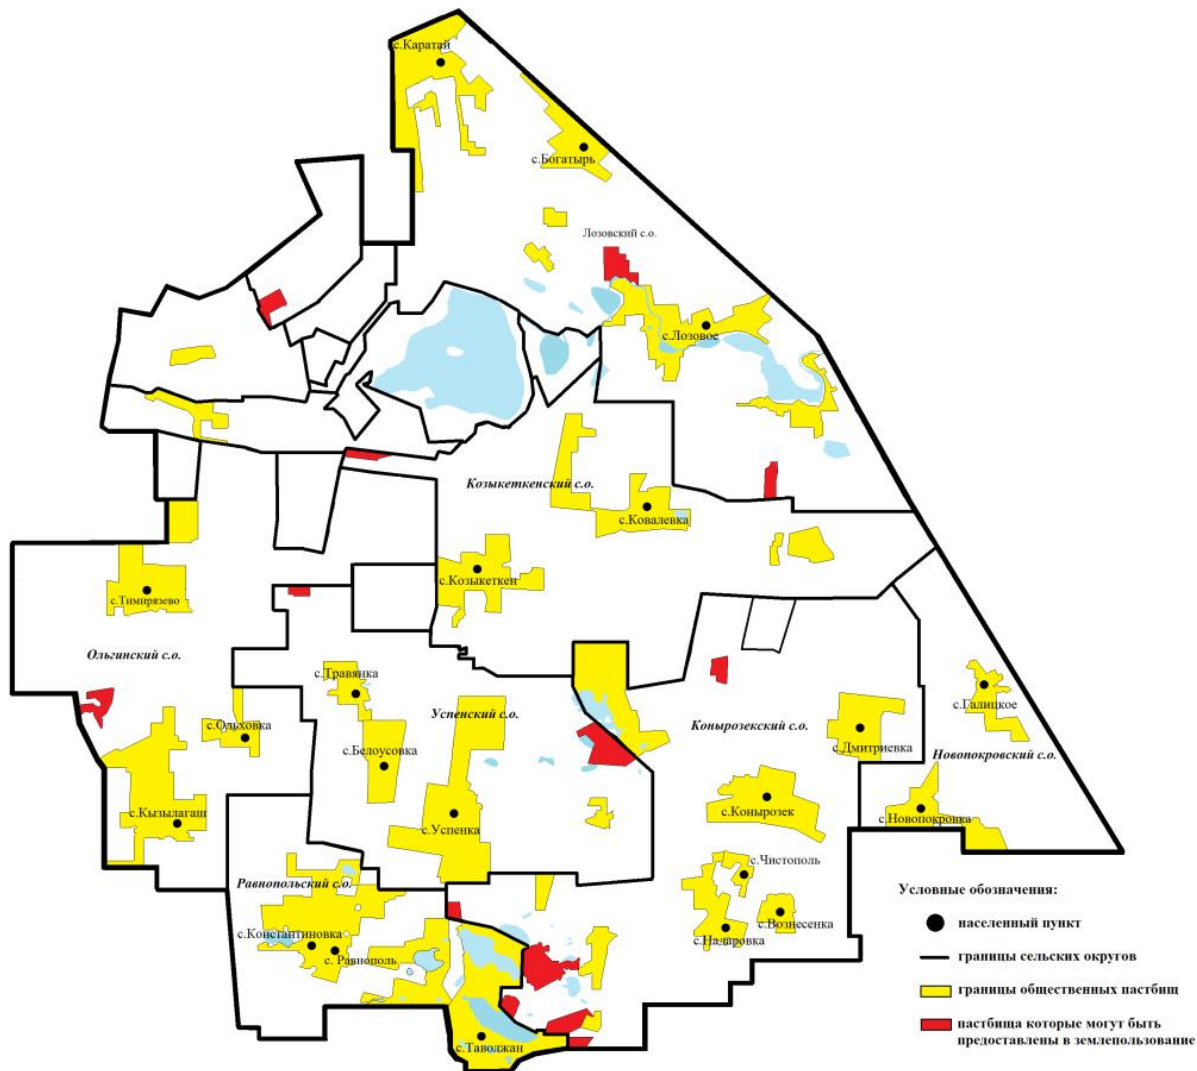 с.Каратай
с.Богатырь
Лозовский с.о.
с.Лозовое
Козыкеткенский с.о.
с.Ковалевка
с.Козыкеткен
с.Тимирязево
Ольгинский с.о.
с.Травянка
с.Галицкое
Успенский с.о.
с.Ольховка
Конырозекский с.о.
с.Белоусовка
с.Дмитриевка
Новопокровский с.о.
с.Кызылагаш
с.Конырозек
с.Успенка
с.Новопокровка
с.Чистополь
Равнопольский с.о.
Условные обозначения:
населенный пункт
с.Вознесенка
с.Константиновка
с.Надаровка
с. Равнополь
границы сельских округов
границы общественных пастбищ
пастбища которые могут быть
предоставлены в землепользование
с.Таволжан